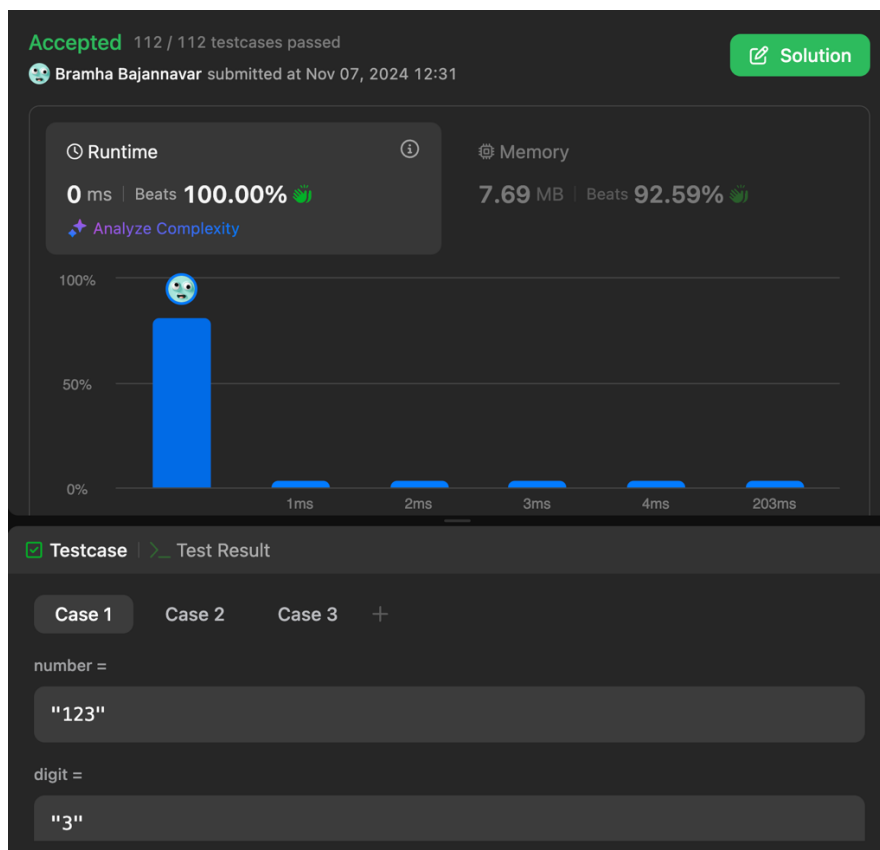 Accepted 112 / 112 testcases passed
Bramha Bajannavar submitted at Nov 07, 2024 12:31
Solution
Runtime
0 ms | Beats 100.00%
Analyze Complexity
Memory
7.69 MB | Beats 92.59%
100%
50%
0%
1ms 2ms 3ms 4ms 203ms
Testcase | >_ Test Result
Case 1 Case 2 Case 3 +
number =
"123"
digit =
"3"